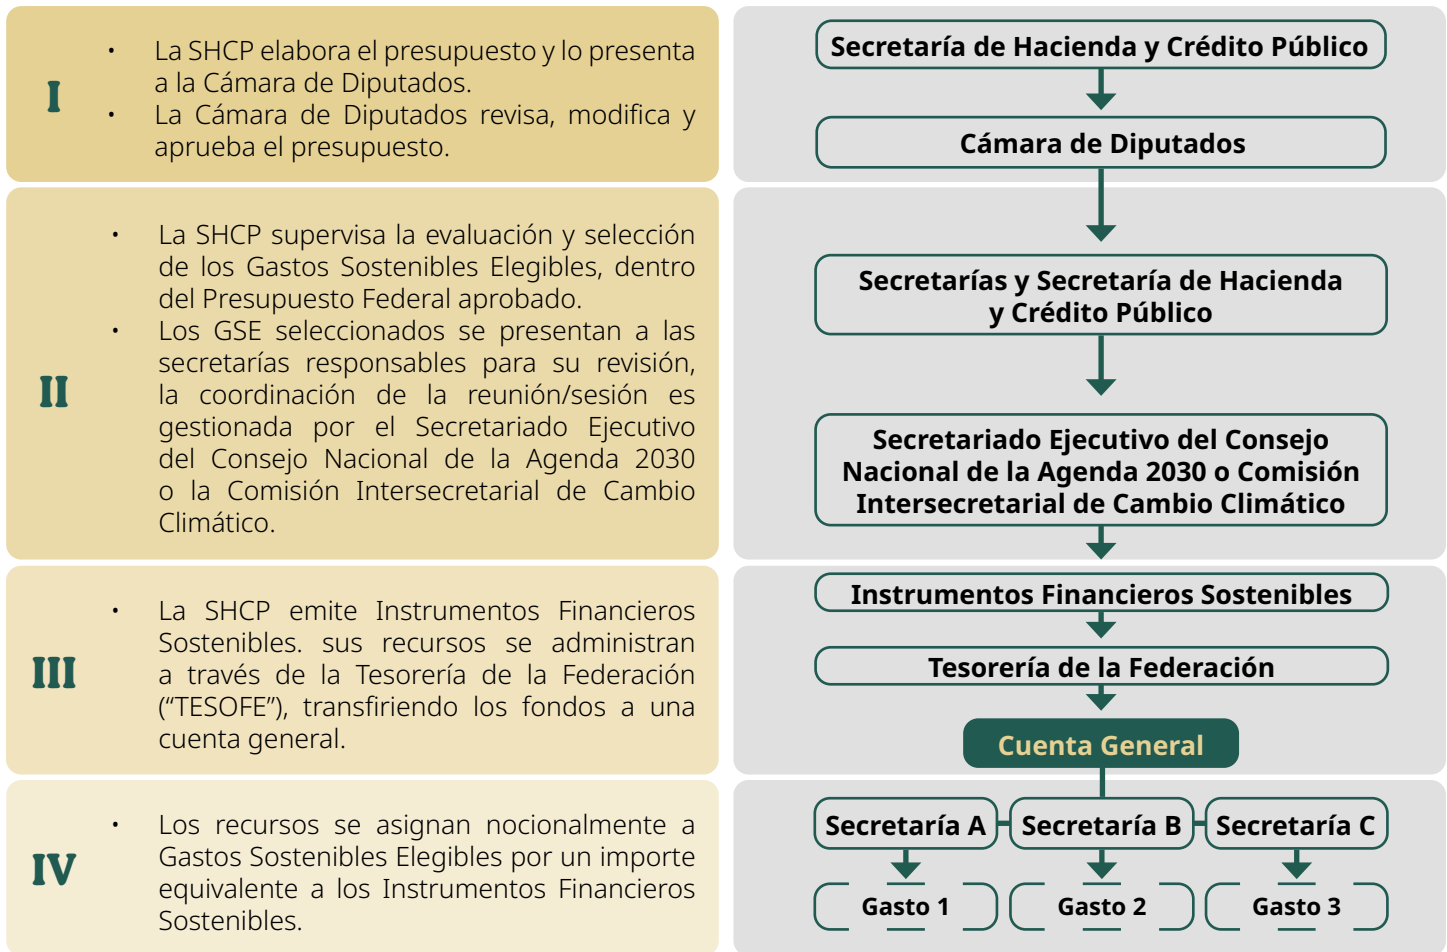 I
• La SHCP elabora el presupuesto y lo presenta
a la Cámara de Diputados.
• La Cámara de Diputados revisa, modifica y
aprueba el presupuesto.
Secretaría de Hacienda y Crédito Público
Cámara de Diputados
II
• La SHCP supervisa la evaluación y selección
de los Gastos Sostenibles Elegibles, dentro
del Presupuesto Federal aprobado.
• Los GSE seleccionados se presentan a las
secretarías responsables para su revisión,
la coordinación de la reunión/sesión es
gestionada por el Secretariado Ejecutivo
del Consejo Nacional de la Agenda 2030
o la Comisión Intersecretarial de Cambio
Climático.
Secretarías y Secretaría de Hacienda
y Crédito Público
Secretariado Ejecutivo del Consejo
Nacional de la Agenda 2030 o Comisión
Intersecretarial de Cambio Climático
III
• La SHCP emite Instrumentos Financieros
Sostenibles. sus recursos se administran
a través de la Tesorería de la Federación
(“TESOFE”), transfiriendo los fondos a una
cuenta general.
Instrumentos Financieros Sostenibles
Tesorería de la Federación
Cuenta General
IV
• Los recursos se asignan nocionalmente a
Gastos Sostenibles Elegibles por un importe
equivalente a los Instrumentos Financieros
Sostenibles.
Secretaría A
Secretaría B
Secretaría C
Gasto 1
Gasto 2
Gasto 3